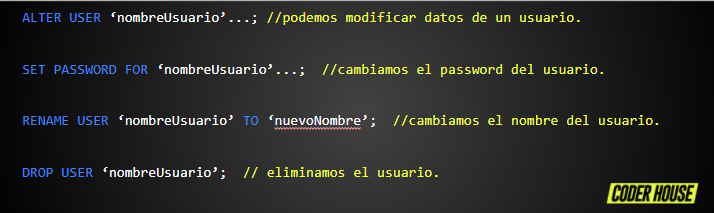 ALTER USER ‘nombreUsuario’...; //podemos modificar datos de un usuario.
SET PASSWORD FOR ‘nombreUsuario’...; //cambiamos el password del usuario.
RENAME USER ‘nombreUsuario’ TO ‘nuevoNombre’; //cambiamos el nombre del usuario.
DROP USER ‘nombreUsuario’; // eliminamos el usuario.
CODER HOUSE